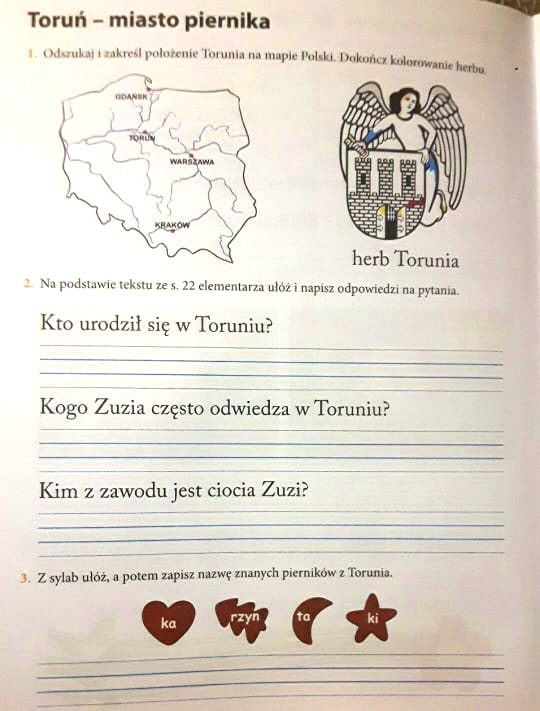 Toruń – miasto piernika
1. Odszukaj i zakreśl położenie Torunia na mapie Polski. Dokończ kolorowanie herbu.
GDAŃSK
TORUŃ
WARSZAWA
KRAKÓW
herb Torunia
2. Na podstawie tekstu ze s. 22 elementarza ułóż i napisz odpowiedzi na pytania.
Kto urodził się w Toruniu?
Kogo Zuzia często odwiedza w Toruniu?
Kim z zawodu jest ciocia Zuzi?
3. Z sylab ułóż, a potem zapisz nazwę znanych pierników z Torunia.
ka rzyn ta ki